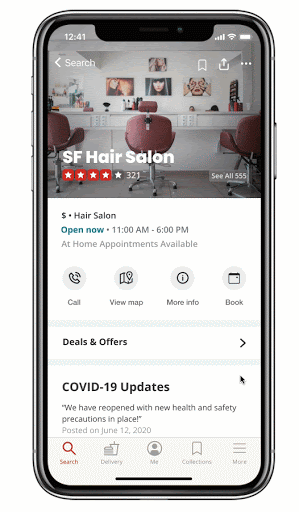 12:41
Search
SF Hair Salon
321
See All 555
$ • Hair Salon
Open now • 11:00 AM - 6:00 PM
At Home Appointments Available
Call
View map
More info
Book
Deals & Offers
COVID-19 Updates
“We have reopened with new health and safety
precautions in place!”
Posted on June 12, 2020
Search
Delivery
Me
Collections
More